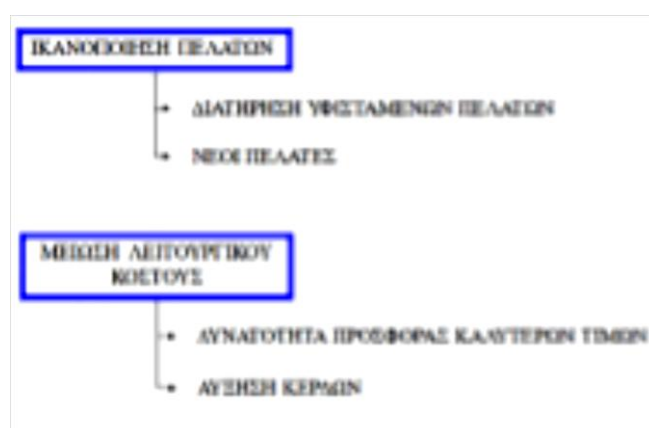 ΙΚΑΝΟΠΟΙΗΣΗ ΠΕΛΑΤΩΝ
ΔΙΑΤΗΡΗΣΗ ΥΦΙΣΤΑΜΕΝΩΝ ΠΕΛΑΤΩΝ
ΝΕΟΙ ΠΕΛΑΤΕΣ
ΜΕΙΩΣΗ ΛΕΙΤΟΥΡΓΙΚΟΥ
ΚΟΣΤΟΥΣ
ΔΥΝΑΤΟΤΗΤΑ ΠΡΟΣΦΟΡΑΣ ΚΑΛΥΤΕΡΩΝ ΤΙΜΩΝ
ΑΥΞΗΣΗ ΚΕΡΔΩΝ